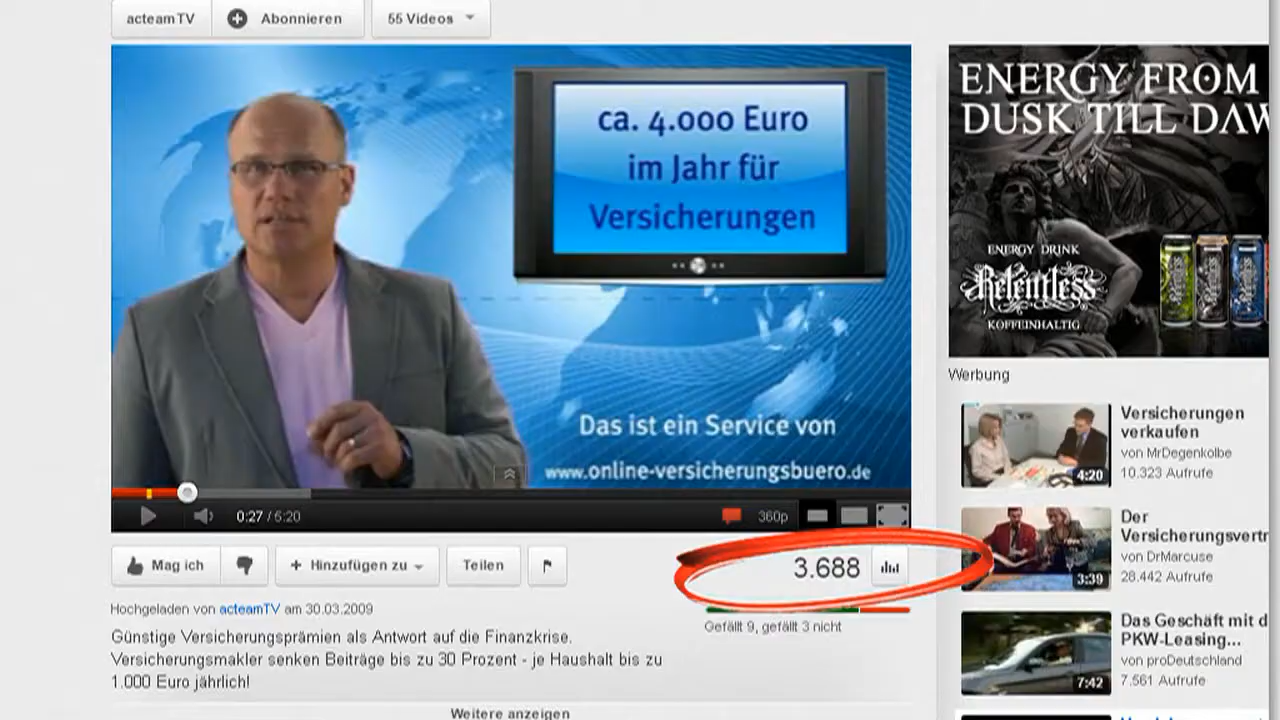 acteamTV
Abonnieren
55 Videos
ca. 4.000 Euro
im Jahr für
Versicherungen
Das ist ein Service von
www.online-versicherungsbuero.de
0:27 / 6:20
360p
Mag ich
Hinzufügen zu
Teilen
3.688
Hochgeladen von acteamTV am 30.03.2009
Gefällt 9, gefällt 3 nicht
Günstige Versicherungsprämien als Antwort auf die Finanzkrise.
Versicherungsmakler senken Beiträge bis zu 30 Prozent - je Haushalt bis zu
1.000 Euro jährlich!
Weitere anzeigen
ENERGY FROM
DUSK TILL DAW
ENERGY DRINK
Relentless
KOFFEINHALTIG
Werbung
Versicherungen
verkaufen
von MrDegenkolbe
10.323 Aufrufe
4:20
Der
Versicherungsvertr
von DrMarcuse
28.442 Aufrufe
3:39
Das Geschäft mit d
PKW-Leasing...
von proDeutschland
7.561 Aufrufe
7:42